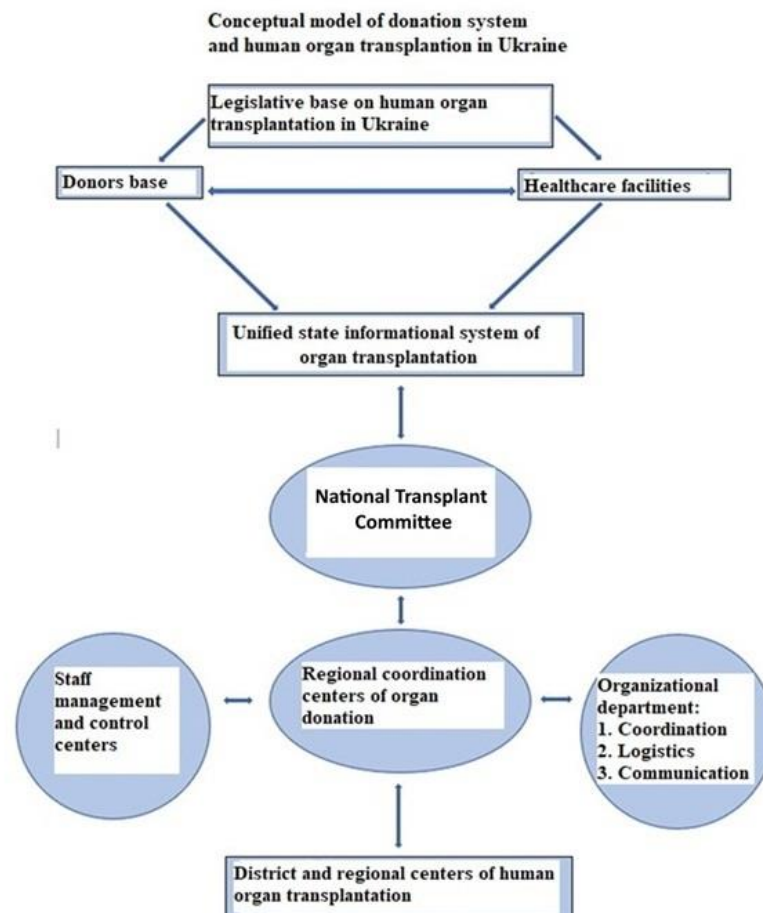 Conceptual model of donation system
and human organ transplantion in Ukraine
Legislative base on human organ
transplantation in Ukraine
Donors base
Healthcare facilities
Unified state informational system of
organ transplantation
National Transplant
Committee
Staff
management
and control
centers
Regional coordination
centers of organ
donation
Organizational
department:
1. Coordination
2. Logistics
3. Communication
District and regional centers of human
organ transplantation